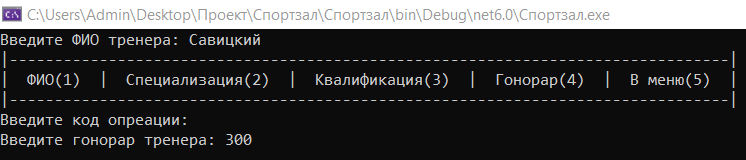 C:\Users\Admin\Desktop\Проект\Спортзал\Спортзал\bin\Debug\net6.0\Спортзал.exe
Введите ФИО тренера: Савицкий
|-----------------------------------------------------------------------------|
|  ФИО(1)  |  Специализация(2)  |  Квалификация(3)  |  Гонорар(4)  |  В меню(5)  |
|-----------------------------------------------------------------------------|
Введите код опреации:
Введите гонорар тренера: 300